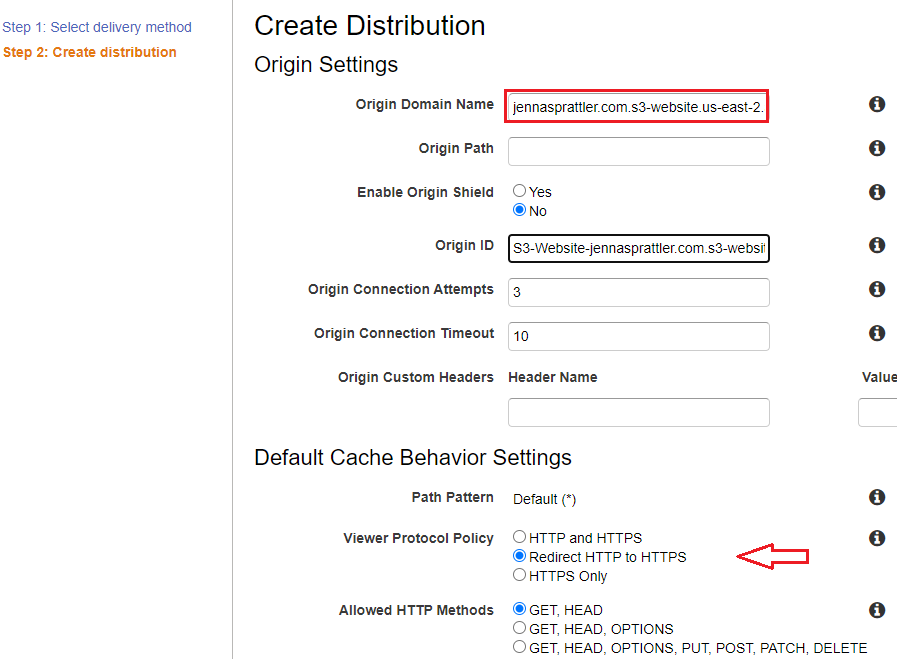 Step 1: Select delivery method
Step 2: Create distribution
Create Distribution
Origin Settings
Origin Domain Name jennasprattler.com.s3-website.us-east-2.
Origin Path
Enable Origin Shield Yes
No
Origin ID S3-Website-jennasprattler.com.s3-websit
Origin Connection Attempts 3
Origin Connection Timeout 10
Origin Custom Headers Header Name Value
Default Cache Behavior Settings
Path Pattern Default (*)
Viewer Protocol Policy HTTP and HTTPS
Redirect HTTP to HTTPS
HTTPS Only
Allowed HTTP Methods GET, HEAD
GET, HEAD, OPTIONS
GET, HEAD, OPTIONS, PUT, POST, PATCH, DELETE